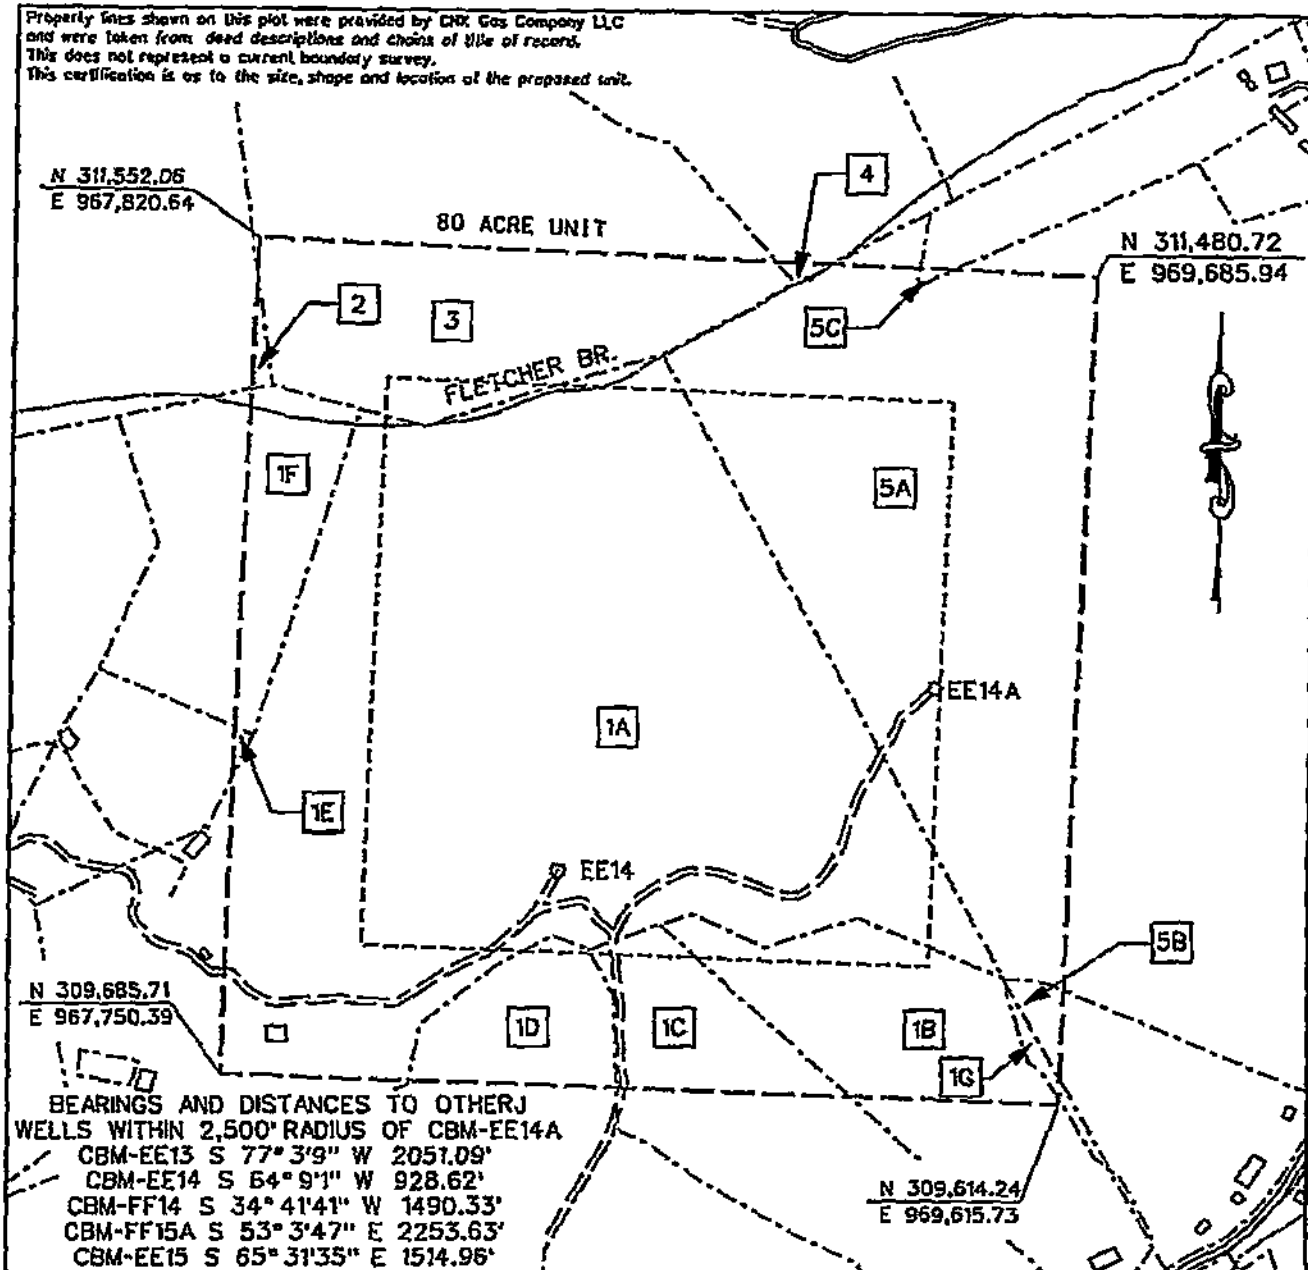 Property lines shown on this plot were provided by CNX Gas Company LLC
and were taken from deed descriptions and chains of title of record.
This does not represent a current boundary survey.
This certification is as to the size, shape and location of the proposed unit.
N 311,552.06
E 967,820.64
80 ACRE UNIT
4
N 311,480.72
E 969,685.94
2
3
5C
FLETCHER BR.
1F
5A
EE14A
1A
1E
EE14
5B
N 309,685.71
E 967,750.39
1D
1C
1B
1G
BEARINGS AND DISTANCES TO OTHER
WELLS WITHIN 2,500' RADIUS OF CBM-EE14A
CBM-EE13 S 77° 3'9" W 2051.09'
CBM-EE14 S 64° 9'1" W 928.62'
CBM-FF14 S 34° 41'41" W 1490.33'
CBM-FF15A S 53° 3'47" E 2253.63'
CBM-EE15 S 65° 31'35" E 1514.96'
N 309,614.24
E 969,615.73